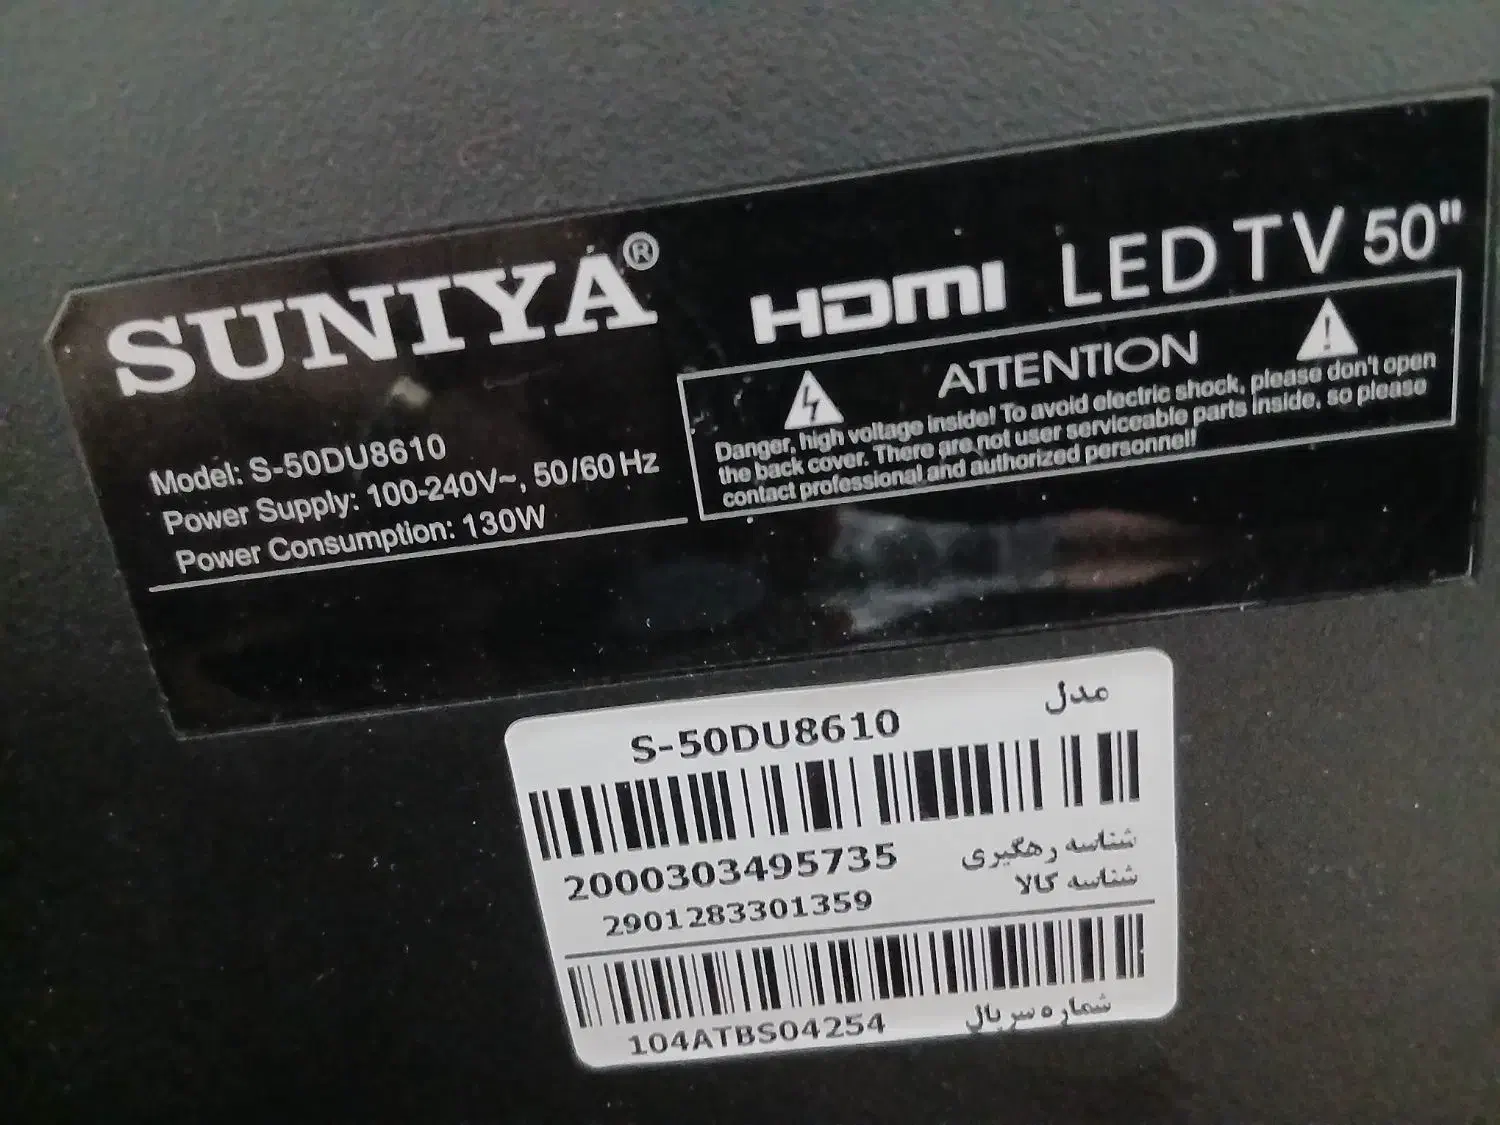 SUNIYA®
HDMI LED TV 50"
Model: S-50DU8610
Power Supply: 100-240V~, 50/60 Hz
Power Consumption: 130W
ATTENTION
Danger, high voltage inside! To avoid electric shock, please don't open
the back cover. There are not user serviceable parts inside, so please
contact professional and authorized personnel!
مدل
S-50DU8610
2000303495735 شناسه رهگیری
2901283301359 شناسه کالا
104ATBS04254 شماره سریال